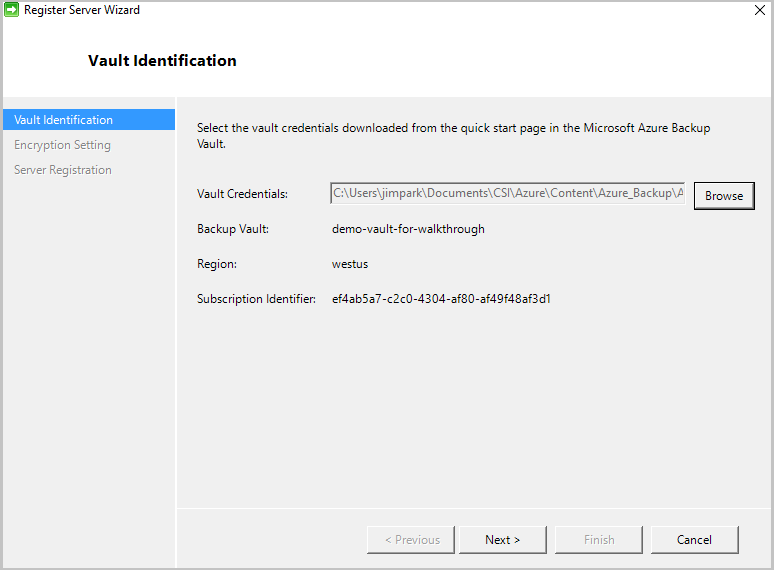 Register Server Wizard
Vault Identification
Vault Identification
Encryption Setting
Server Registration
Select the vault credentials downloaded from the quick start page in the Microsoft Azure Backup
Vault.
Vault Credentials: C:\Users\jimpark\Documents\CSI\Azure\Content\Azure_Backup\A Browse
Backup Vault: demo-vault-for-walkthrough
Region: westus
Subscription Identifier: ef4ab5a7-c2c0-4304-af80-af49f48af3d1
< Previous Next > Finish Cancel